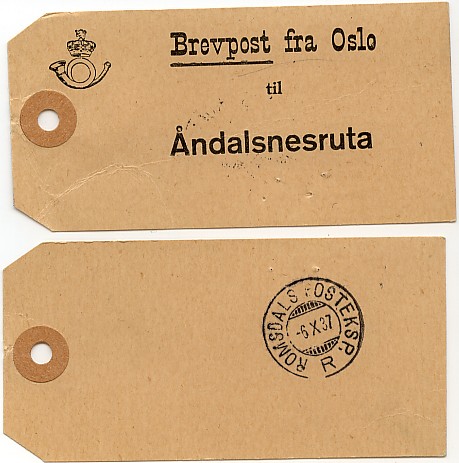 Brevpost fra Oslo
til
Åndalsnesruta
ROMSDALS POSTEKSP. R
-6 X 37